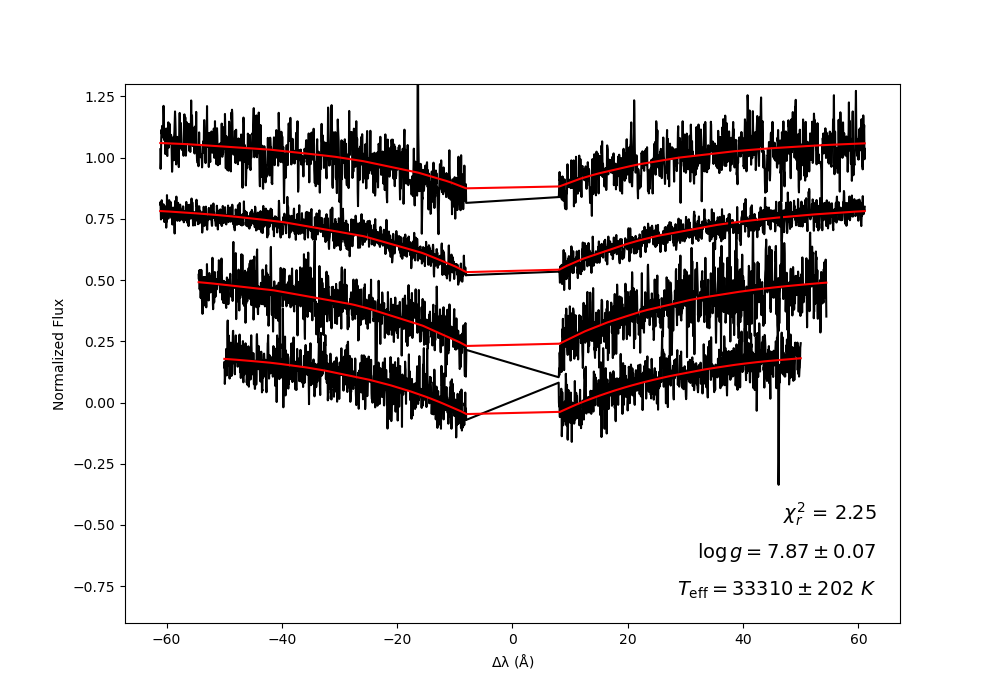 Normalized Flux
1.25
1.00
0.75
0.50
0.25
0.00
−0.25
−0.50
−0.75
χ²ᵣ = 2.25
log g = 7.87 ± 0.07
T_eff = 33310 ± 202 K
−60 −40 −20 0 20 40 60
Δλ (Å)